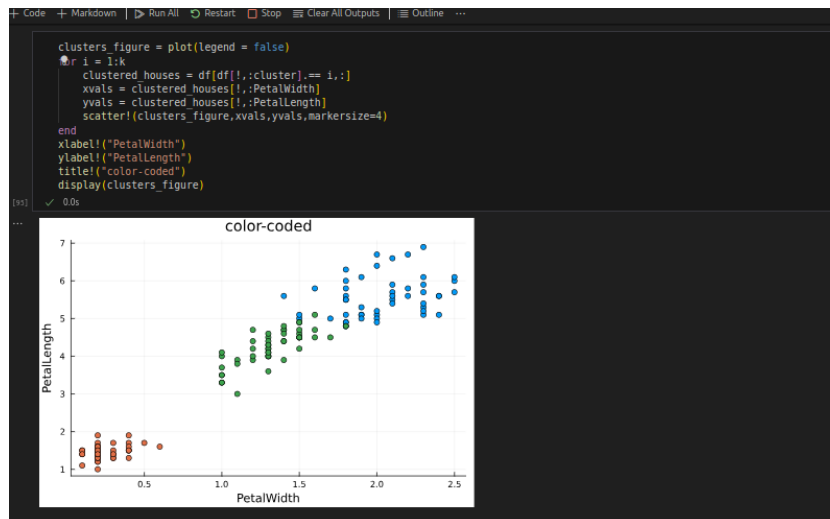 + Code + Markdown | Run All Restart Stop Clear All Outputs | Outline ...
clusters_figure = plot(legend = false)
for i = 1:k
clustered_houses = df[df[!,:cluster].== i,:]
xvals = clustered_houses[!,:PetalWidth]
yvals = clustered_houses[!,:PetalLength]
scatter!(clusters_figure,xvals,yvals,markersize=4)
end
xlabel!("PetalWidth")
ylabel!("PetalLength")
title!("color-coded")
display(clusters_figure)
[95] ✓ 0.0s
...
color-coded
7
6
5
4
3
2
1
PetalLength
0.5 1.0 1.5 2.0 2.5
PetalWidth